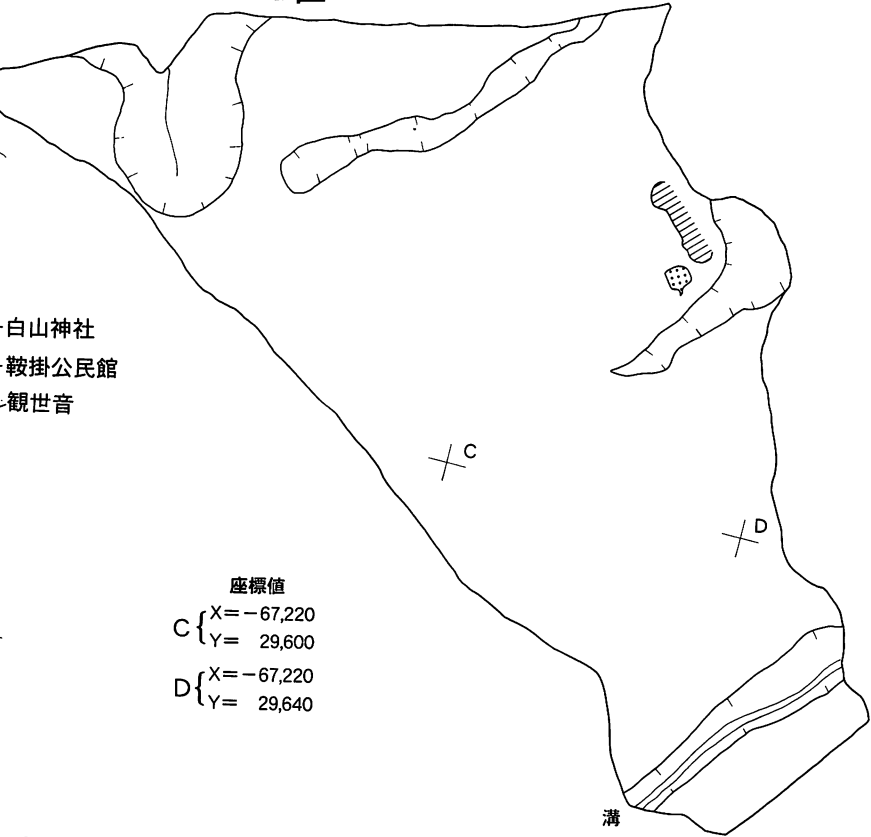 白山神社
鞍掛公民館
観世音
C
D
座標値
C { X=-67,220
Y= 29,600
D { X=-67,220
Y= 29,640
溝